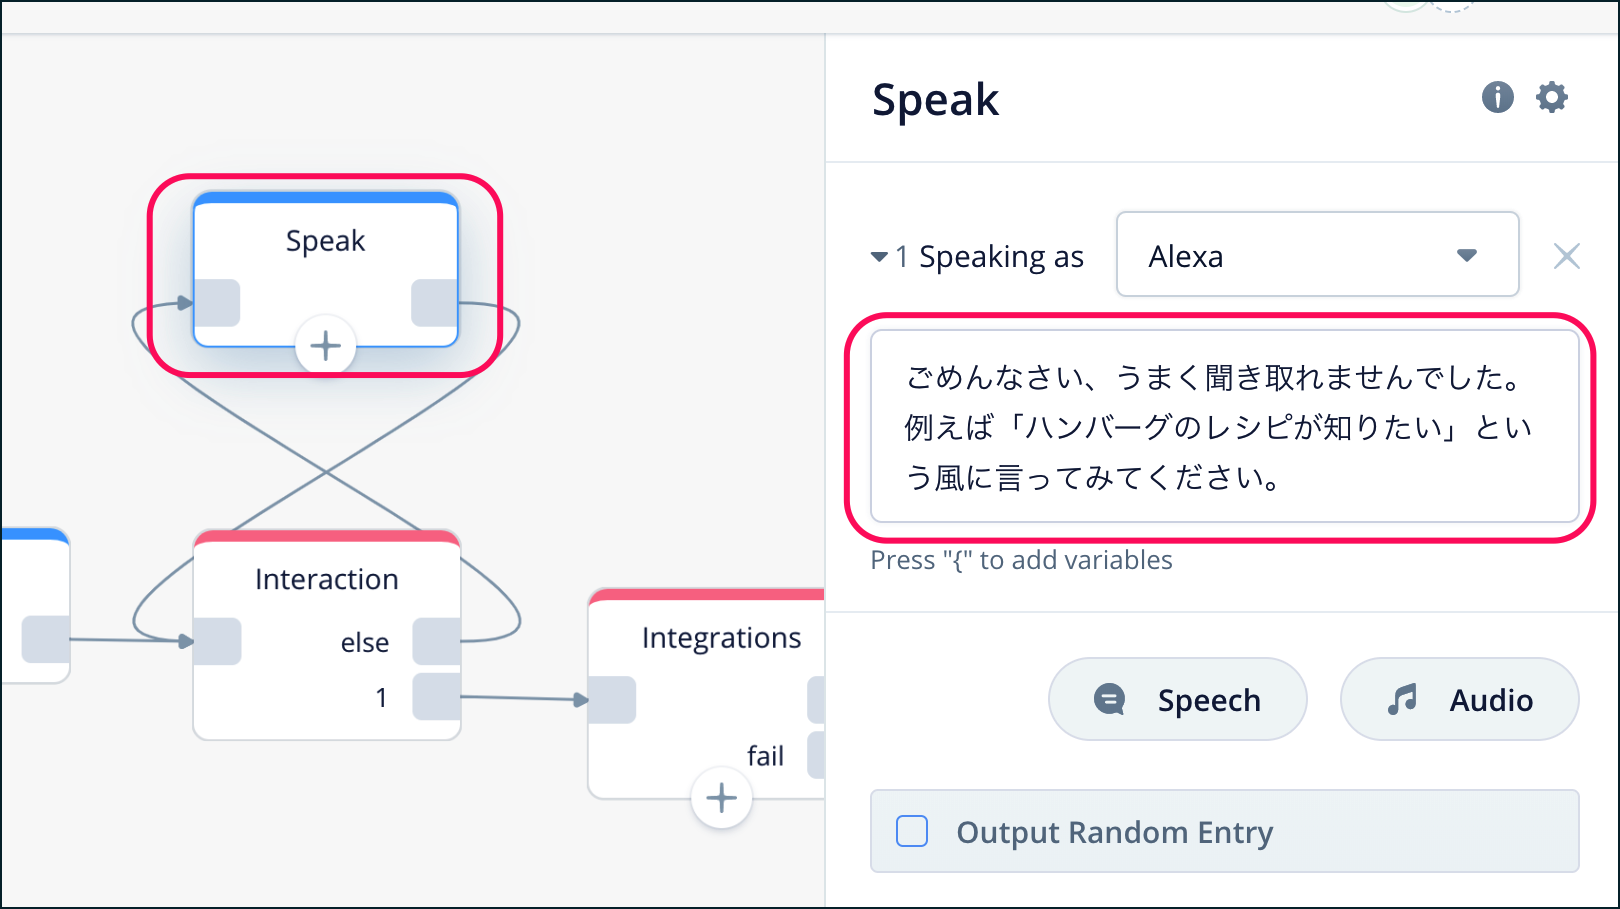 Speak
Interaction
else
1
Integrations
fail
Speak
1 Speaking as
Alexa
ごめんなさい、うまく聞き取れませんでした。
例えば「ハンバーグのレシピが知りたい」とい
う風に言ってみてください。
Press "{" to add variables
Speech
Audio
Output Random Entry